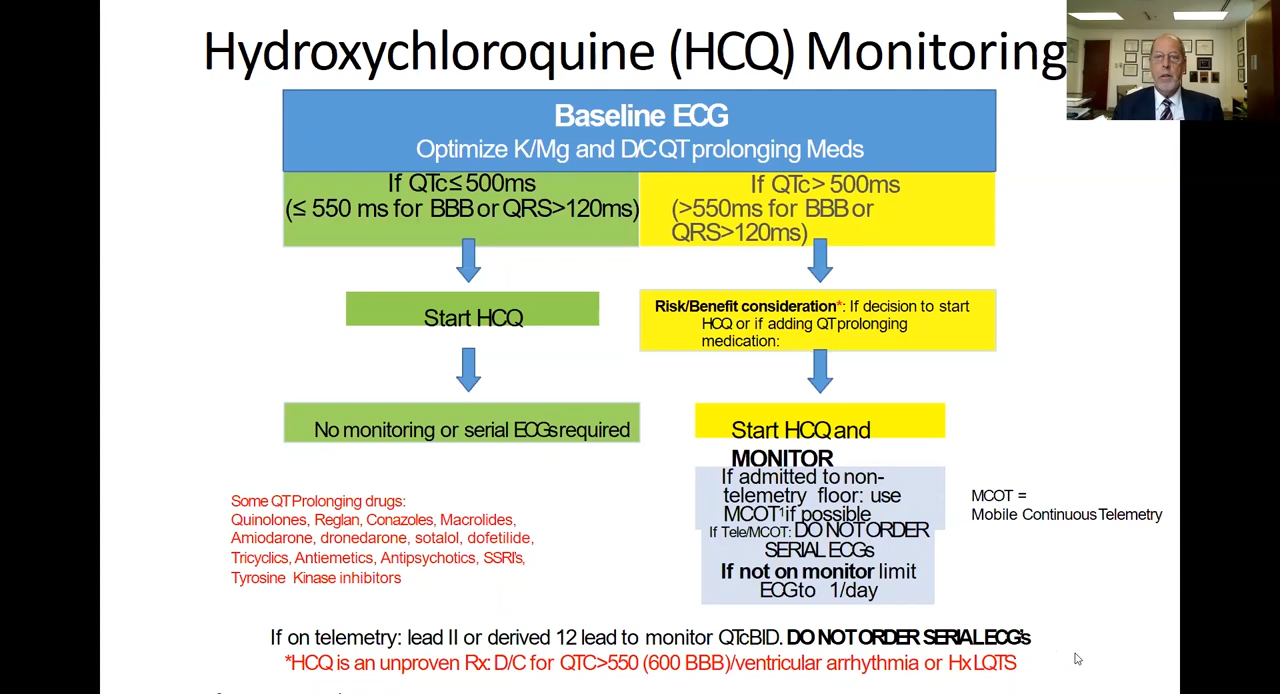 Hydroxychloroquine (HCQ) Monitoring
Baseline ECG
Optimize K/Mg and D/C QT prolonging Meds
If QTc ≤ 500ms
(≤ 550 ms for BBB or QRS>120ms)
If QTc > 500ms
(>550ms for BBB or
QRS>120ms)
Start HCQ
Risk/Benefit consideration*: If decision to start
HCQ or if adding QT prolonging
medication:
No monitoring or serial ECGs required
Start HCQ and
MONITOR
If admitted to non-
telemetry floor: use
MCOT¹ if possible
If Tele/MCOT: DO NOT ORDER
SERIAL ECGs
If not on monitor limit
ECG to 1/day
MCOT =
Mobile Continuous Telemetry
Some QT Prolonging drugs:
Quinolones, Reglan, Conazoles, Macrolides,
Amiodarone, dronedarone, sotalol, dofetilide,
Tricyclics, Antiemetics, Antipsychotics, SSRI's,
Tyrosine Kinase inhibitors
If on telemetry: lead II or derived 12 lead to monitor QTc BID. DO NOT ORDER SERIAL ECG's
*HCQ is an unproven Rx: D/C for QTC>550 (600 BBB)/ventricular arrhythmia or Hx LQTS